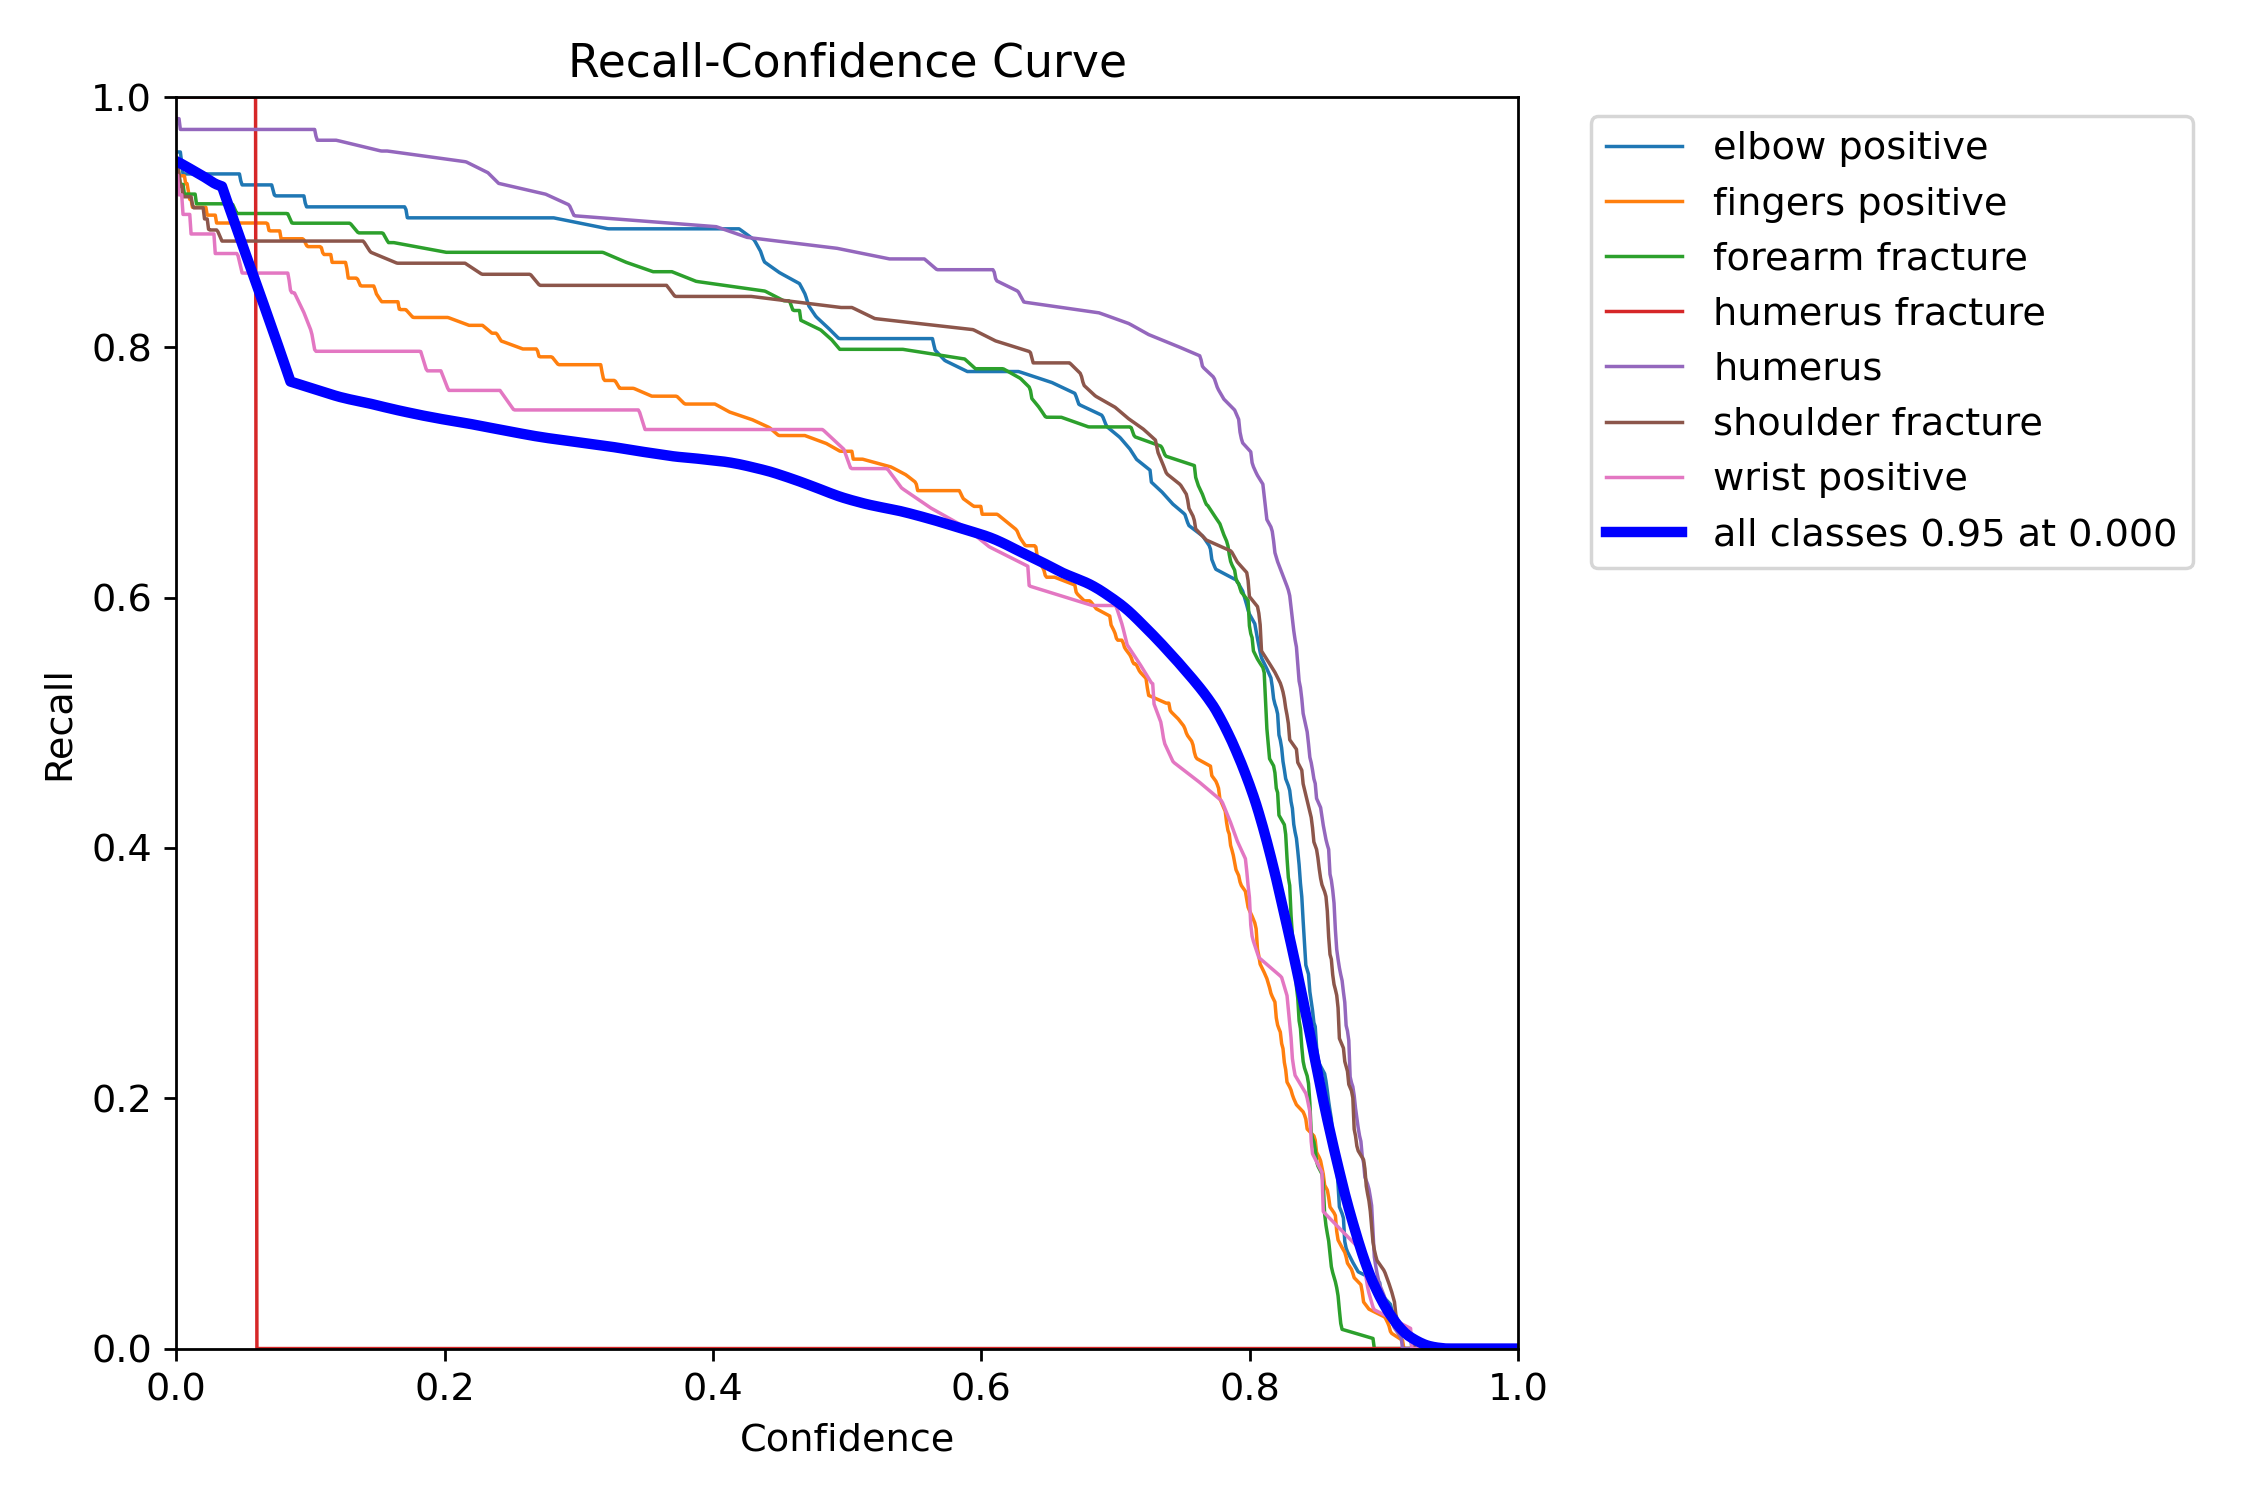 Recall-Confidence Curve
1.0
0.8
0.6
0.4
0.2
0.0
Recall
0.0 0.2 0.4 0.6 0.8 1.0
Confidence
elbow positive
fingers positive
forearm fracture
humerus fracture
humerus
shoulder fracture
wrist positive
all classes 0.95 at 0.000